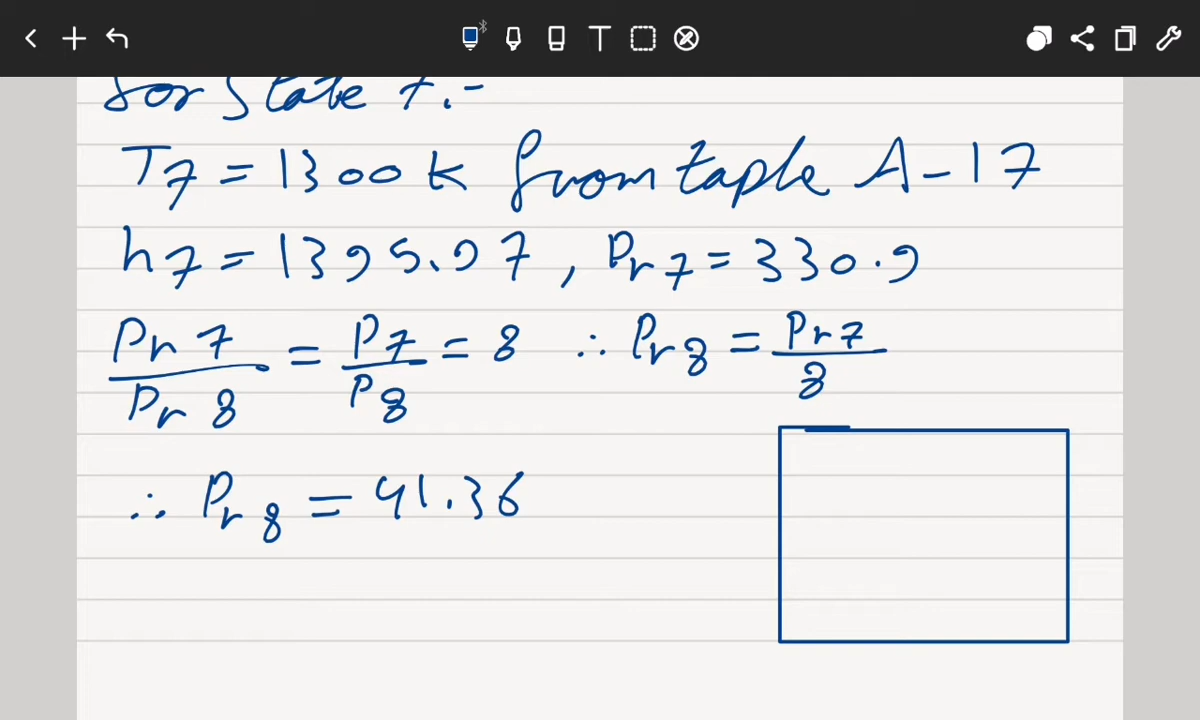 for state 7:-
T7 = 1300 k from taple A-17
h7 = 1395.97 , Pr7 = 330.9
Pr7/Pr8 = P7/P8 = 8 ∴ Pr8 = Pr7/8
∴ Pr8 = 41.36